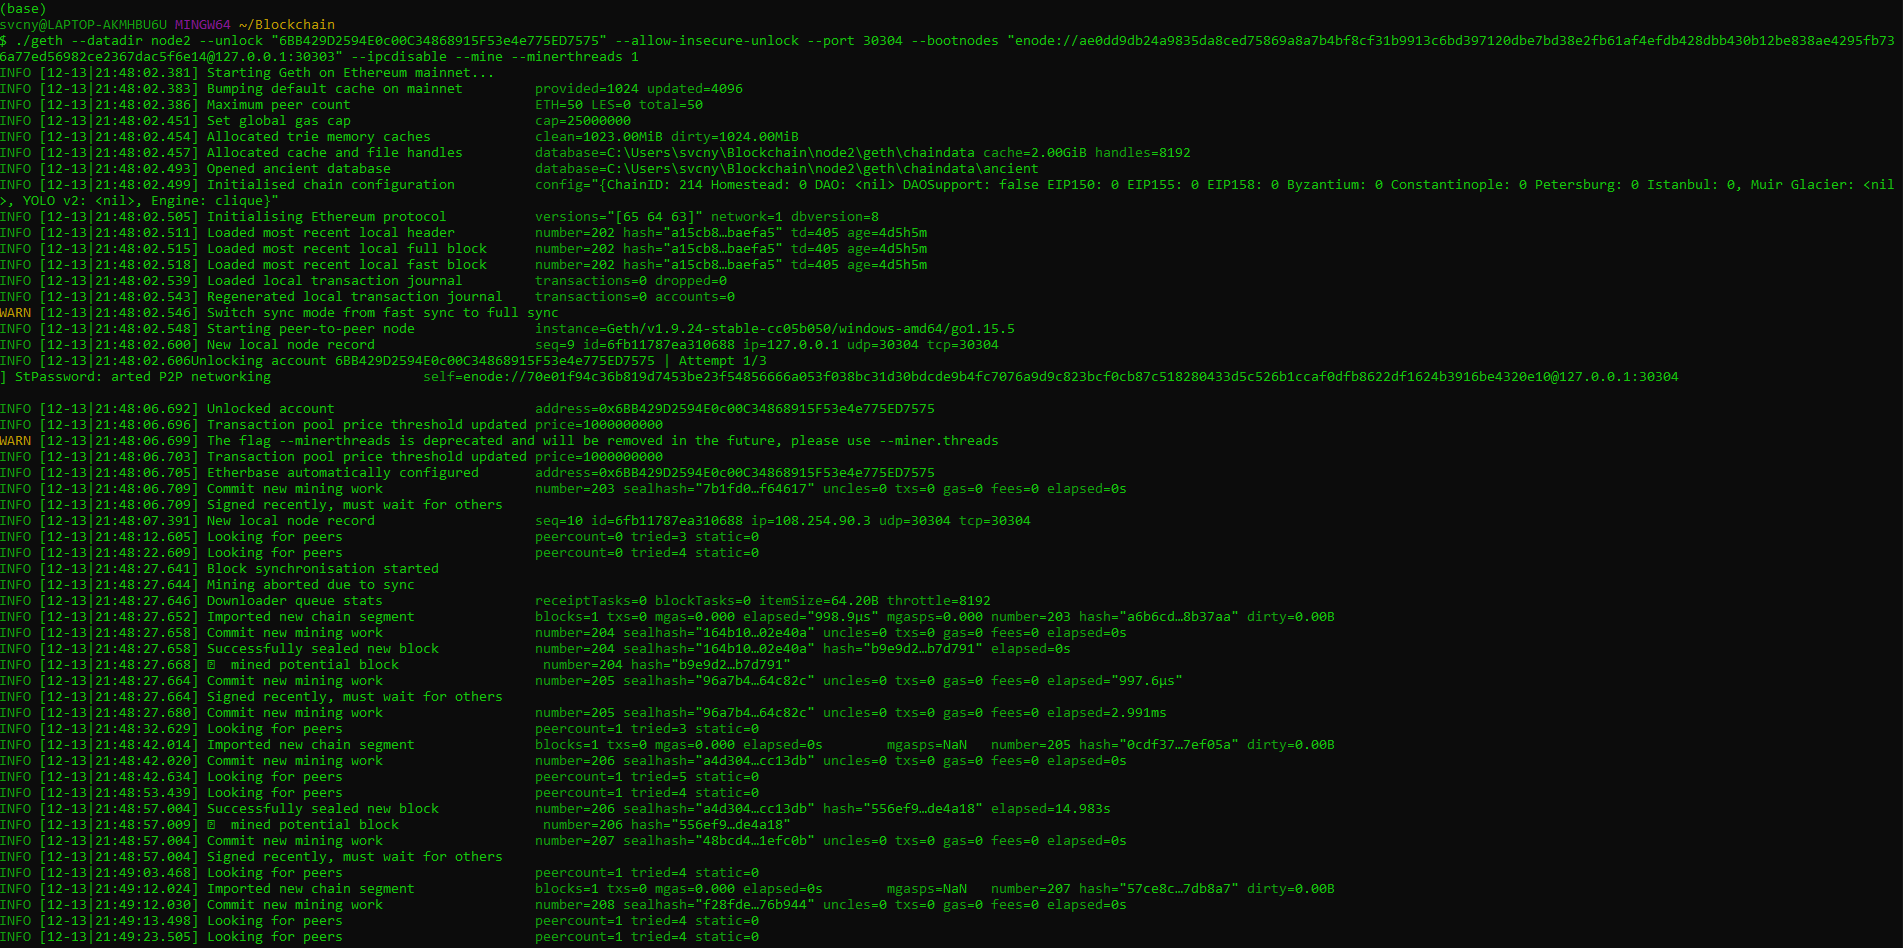 (base)
svcny@LAPTOP-AKMHBU6U MINGW64 ~/Blockchain
$ ./geth --datadir node2 --unlock "6BB429D2594E0c00C34868915F53e4e775ED7575" --allow-insecure-unlock --port 30304 --bootnodes "enode://ae0dd9db24a9835da8ced75869a8a7b4bf8cf31b9913c6bd397120dbe7bd38e2fb61af4efdb428dbb430b12be838ae4295fb73
6a77ed56982ce2367dac5f6e14@127.0.0.1:30303" --ipcdisable --mine --minerthreads 1
INFO [12-13|21:48:02.381] Starting Geth on Ethereum mainnet...
INFO [12-13|21:48:02.383] Bumping default cache on mainnet         provided=1024 updated=4096
INFO [12-13|21:48:02.386] Maximum peer count                       ETH=50 LES=0 total=50
INFO [12-13|21:48:02.451] Set global gas cap                       cap=25000000
INFO [12-13|21:48:02.454] Allocated trie memory caches             clean=1023.00MiB dirty=1024.00MiB
INFO [12-13|21:48:02.457] Allocated cache and file handles         database=C:\Users\svcny\Blockchain\node2\geth\chaindata cache=2.00GiB handles=8192
INFO [12-13|21:48:02.493] Opened ancient database                  database=C:\Users\svcny\Blockchain\node2\geth\chaindata\ancient
INFO [12-13|21:48:02.499] Initialised chain configuration          config="{ChainID: 214 Homestead: 0 DAO: <nil> DAOSupport: false EIP150: 0 EIP155: 0 EIP158: 0 Byzantium: 0 Constantinople: 0 Petersburg: 0 Istanbul: 0, Muir Glacier: <nil
>, YOLO v2: <nil>, Engine: clique}"
INFO [12-13|21:48:02.505] Initialising Ethereum protocol           versions="[65 64 63]" network=1 dbversion=8
INFO [12-13|21:48:02.511] Loaded most recent local header          number=202 hash="a15cb8…baefa5" td=405 age=4d5h5m
INFO [12-13|21:48:02.515] Loaded most recent local full block      number=202 hash="a15cb8…baefa5" td=405 age=4d5h5m
INFO [12-13|21:48:02.518] Loaded most recent local fast block      number=202 hash="a15cb8…baefa5" td=405 age=4d5h5m
INFO [12-13|21:48:02.539] Loaded local transaction journal         transactions=0 dropped=0
INFO [12-13|21:48:02.543] Regenerated local transaction journal    transactions=0 accounts=0
WARN [12-13|21:48:02.546] Switch sync mode from fast sync to full sync
INFO [12-13|21:48:02.548] Starting peer-to-peer node               instance=Geth/v1.9.24-stable-cc05b050/windows-amd64/go1.15.5
INFO [12-13|21:48:02.600] New local node record                    seq=9 id=6fb11787ea310688 ip=127.0.0.1 udp=30304 tcp=30304
INFO [12-13|21:48:02.606Unlocking account 6BB429D2594E0c00C34868915F53e4e775ED7575 | Attempt 1/3
] StPassword: arted P2P networking                   self=enode://70e01f94c36b819d7453be23f54856666a053f038bc31d30bdcde9b4fc7076a9d9c823bcf0cb87c518280433d5c526b1ccaf0dfb8622df1624b3916be4320e10@127.0.0.1:30304
INFO [12-13|21:48:06.692] Unlocked account                         address=0x6BB429D2594E0c00C34868915F53e4e775ED7575
INFO [12-13|21:48:06.696] Transaction pool price threshold updated price=1000000000
WARN [12-13|21:48:06.699] The flag --minerthreads is deprecated and will be removed in the future, please use --miner.threads
INFO [12-13|21:48:06.703] Transaction pool price threshold updated price=1000000000
INFO [12-13|21:48:06.705] Etherbase automatically configured       address=0x6BB429D2594E0c00C34868915F53e4e775ED7575
INFO [12-13|21:48:06.709] Commit new mining work                   number=203 sealhash="7b1fd0…f64617" uncles=0 txs=0 gas=0 fees=0 elapsed=0s
INFO [12-13|21:48:06.709] Signed recently, must wait for others
INFO [12-13|21:48:07.391] New local node record                    seq=10 id=6fb11787ea310688 ip=108.254.90.3 udp=30304 tcp=30304
INFO [12-13|21:48:12.605] Looking for peers                        peercount=0 tried=3 static=0
INFO [12-13|21:48:22.609] Looking for peers                        peercount=0 tried=4 static=0
INFO [12-13|21:48:27.641] Block synchronisation started
INFO [12-13|21:48:27.644] Mining aborted due to sync
INFO [12-13|21:48:27.646] Downloader queue stats                   receiptTasks=0 blockTasks=0 itemSize=64.20B throttle=8192
INFO [12-13|21:48:27.652] Imported new chain segment               blocks=1 txs=0 mgas=0.000 elapsed="998.9µs" mgasps=0.000 number=203 hash="a6b6cd…8b37aa" dirty=0.00B
INFO [12-13|21:48:27.658] Commit new mining work                   number=204 sealhash="164b10…02e40a" uncles=0 txs=0 gas=0 fees=0 elapsed=0s
INFO [12-13|21:48:27.658] Successfully sealed new block            number=204 sealhash="164b10…02e40a" hash="b9e9d2…b7d791" elapsed=0s
INFO [12-13|21:48:27.668] mined potential block                  number=204 hash="b9e9d2…b7d791"
INFO [12-13|21:48:27.664] Commit new mining work                   number=205 sealhash="96a7b4…64c82c" uncles=0 txs=0 gas=0 fees=0 elapsed="997.6µs"
INFO [12-13|21:48:27.664] Signed recently, must wait for others
INFO [12-13|21:48:27.680] Commit new mining work                   number=205 sealhash="96a7b4…64c82c" uncles=0 txs=0 gas=0 fees=0 elapsed=2.991ms
INFO [12-13|21:48:32.629] Looking for peers                        peercount=1 tried=3 static=0
INFO [12-13|21:48:42.014] Imported new chain segment               blocks=1 txs=0 mgas=0.000 elapsed=0s        mgasps=NaN   number=205 hash="0cdf37…7ef05a" dirty=0.00B
INFO [12-13|21:48:42.020] Commit new mining work                   number=206 sealhash="a4d304…cc13db" uncles=0 txs=0 gas=0 fees=0 elapsed=0s
INFO [12-13|21:48:42.634] Looking for peers                        peercount=1 tried=5 static=0
INFO [12-13|21:48:53.439] Looking for peers                        peercount=1 tried=4 static=0
INFO [12-13|21:48:57.004] Successfully sealed new block            number=206 sealhash="a4d304…cc13db" hash="556ef9…de4a18" elapsed=14.983s
INFO [12-13|21:48:57.009] mined potential block                  number=206 hash="556ef9…de4a18"
INFO [12-13|21:48:57.004] Commit new mining work                   number=207 sealhash="48bcd4…1efc0b" uncles=0 txs=0 gas=0 fees=0 elapsed=0s
INFO [12-13|21:48:57.004] Signed recently, must wait for others
INFO [12-13|21:49:03.468] Looking for peers                        peercount=1 tried=4 static=0
INFO [12-13|21:49:12.024] Imported new chain segment               blocks=1 txs=0 mgas=0.000 elapsed=0s        mgasps=NaN   number=207 hash="57ce8c…7db8a7" dirty=0.00B
INFO [12-13|21:49:12.030] Commit new mining work                   number=208 sealhash="f28fde…76b944" uncles=0 txs=0 gas=0 fees=0 elapsed=0s
INFO [12-13|21:49:13.498] Looking for peers                        peercount=1 tried=4 static=0
INFO [12-13|21:49:23.505] Looking for peers                        peercount=1 tried=4 static=0